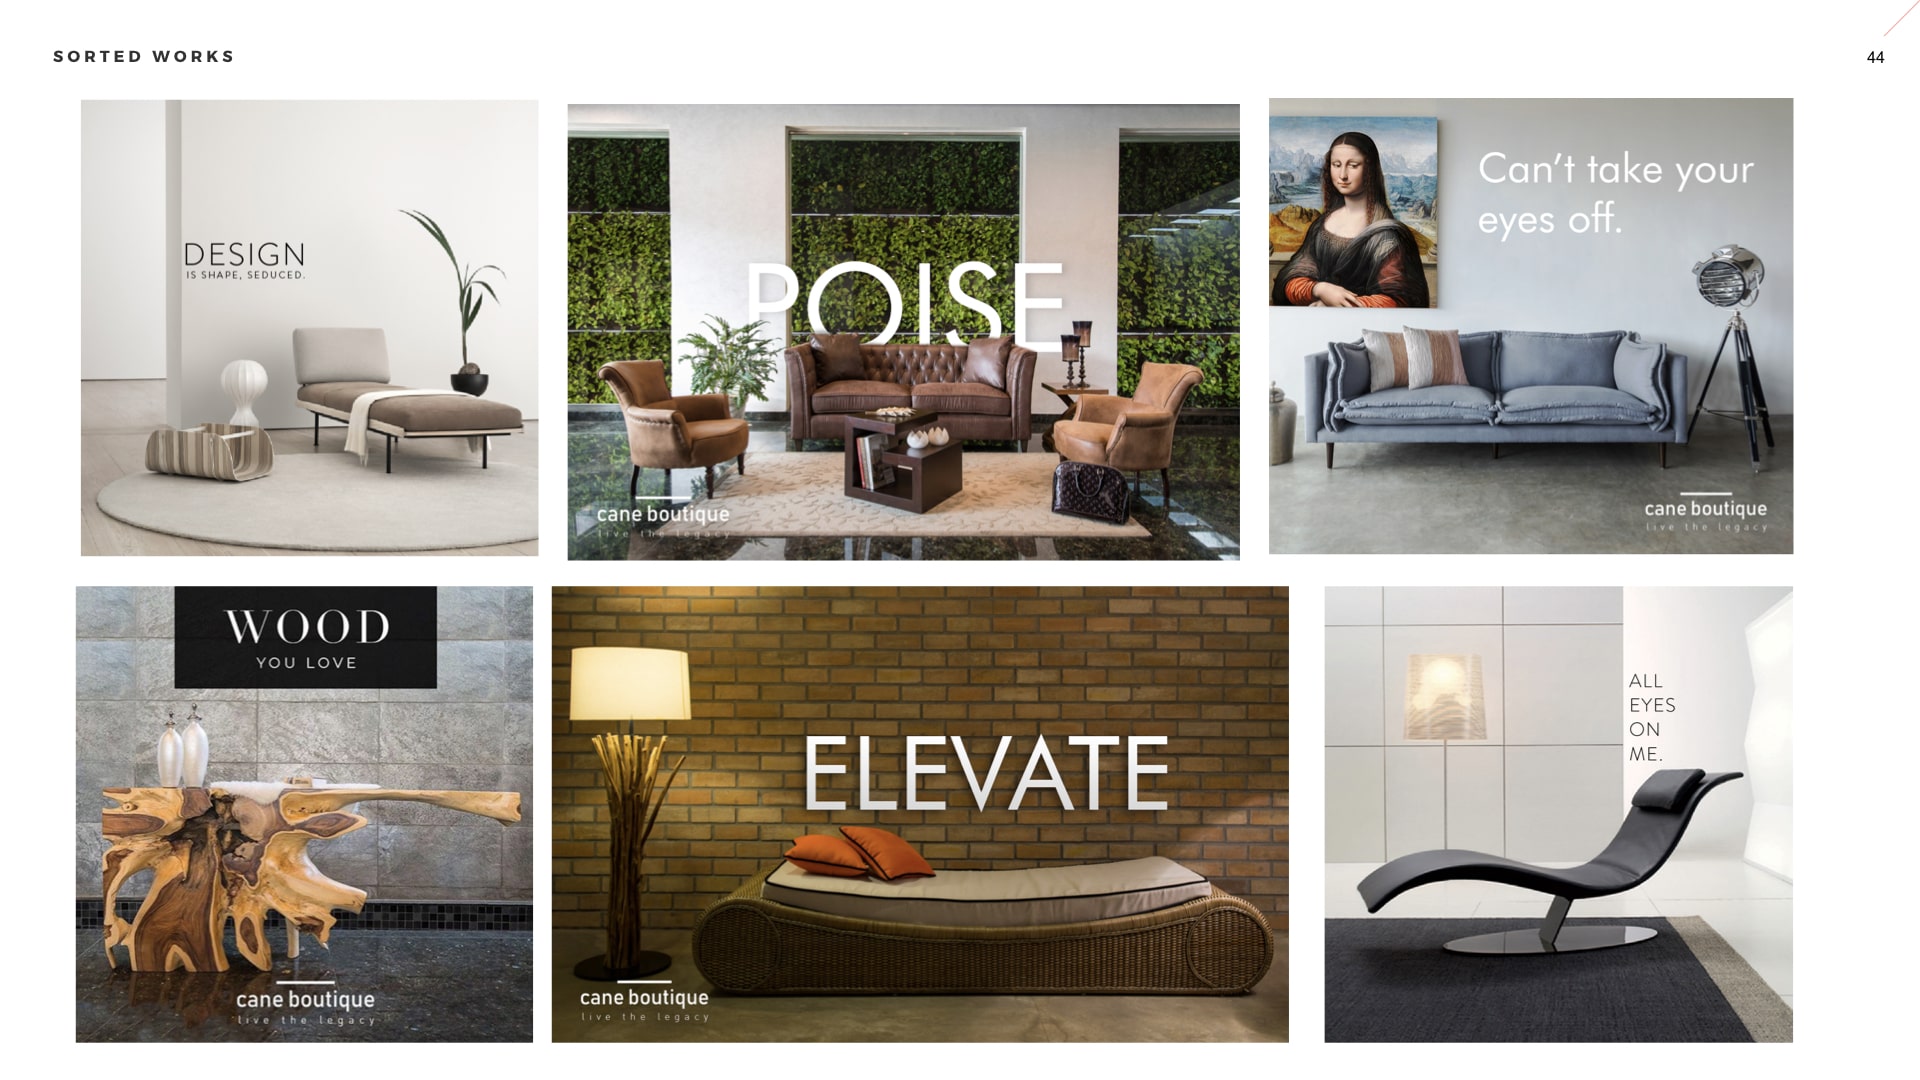 SORTED WORKS
44
DESIGN
IS SHAPE, SEDUCED.
POISE
cane boutique
live the legacy
Can't take your
eyes off.
cane boutique
live the legacy
WOOD
YOU LOVE
cane boutique
live the legacy
ELEVATE
cane boutique
live the legacy
ALL
EYES
ON
ME.